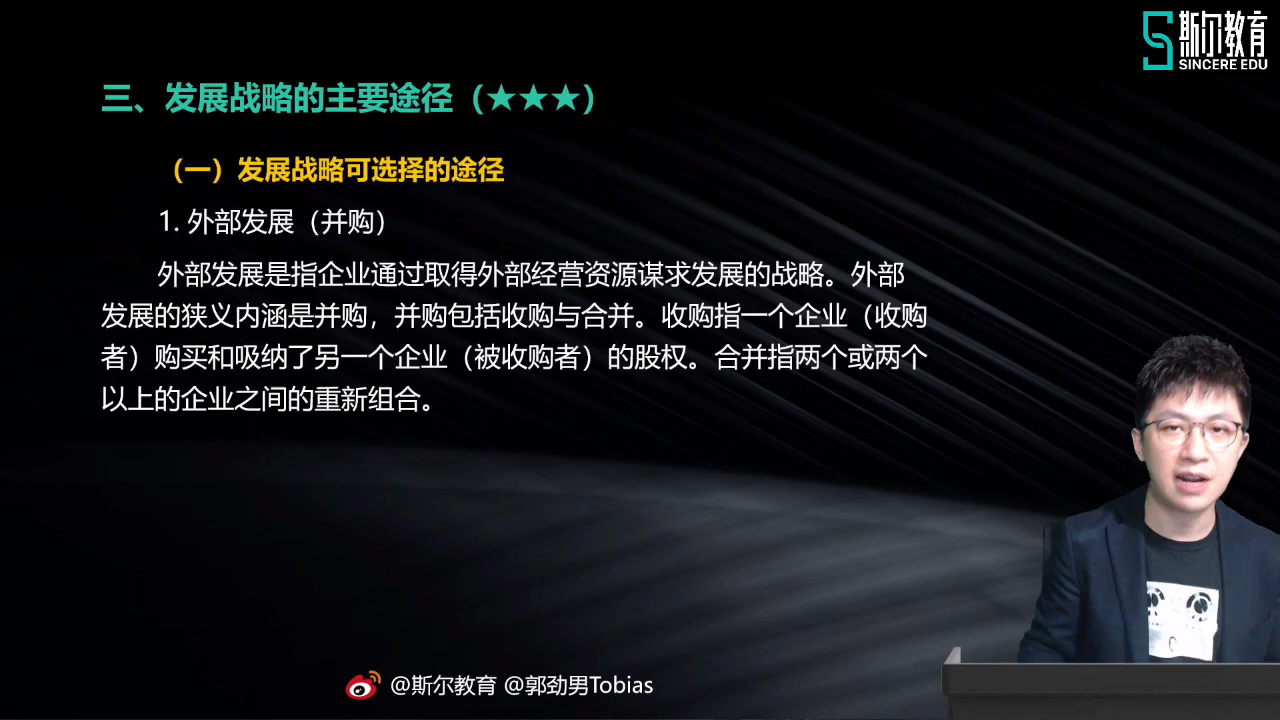 斯尔教育
SINCERE EDU
三、发展战略的主要途径（★★★）
（一）发展战略可选择的途径
1. 外部发展（并购）
外部发展是指企业通过取得外部经营资源谋求发展的战略。外部
发展的狭义内涵是并购，并购包括收购与合并。收购指一个企业（收购
者）购买和吸纳了另一个企业（被收购者）的股权。合并指两个或两个
以上的企业之间的重新组合。
@斯尔教育 @郭劲男Tobias